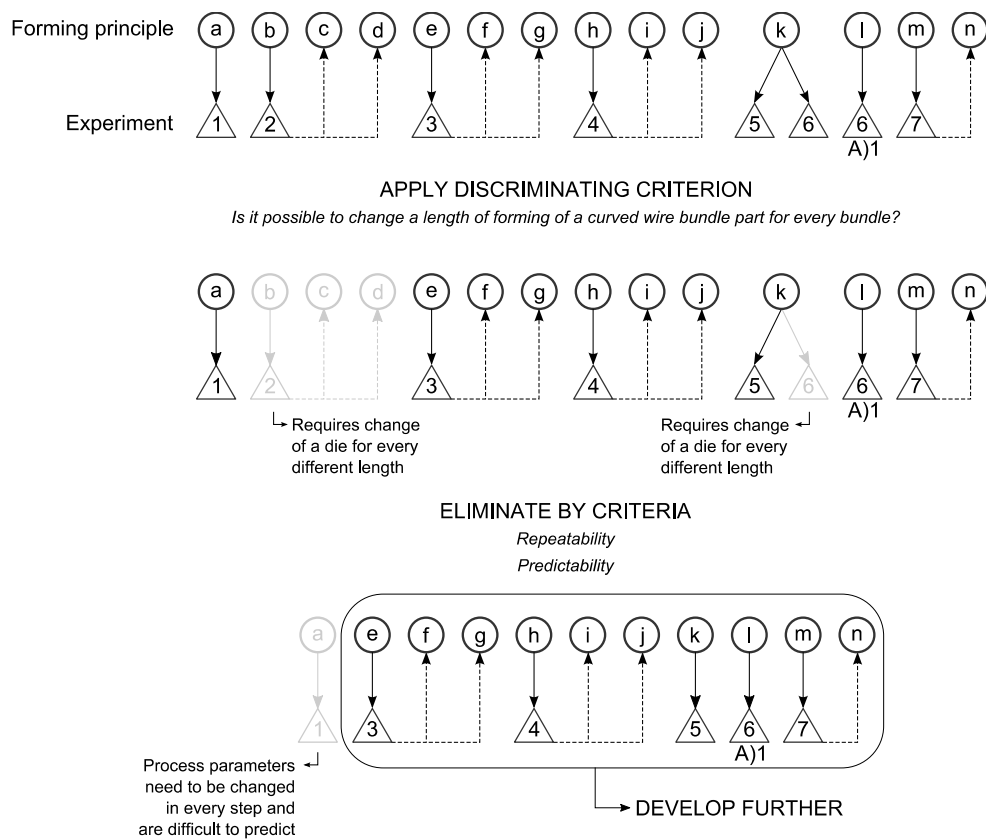 Forming principle a b c d e f g h i j k l m n
Experiment 1 2 3 4 5 6 6 7
A)1
APPLY DISCRIMINATING CRITERION
Is it possible to change a length of forming of a curved wire bundle part for every bundle?
a b c d e f g h i j k l m n
1 2 3 4 5 6 6 7
A)1
Requires change
of a die for every
different length
Requires change
of a die for every
different length
ELIMINATE BY CRITERIA
Repeatability
Predictability
a e f g h i j k l m n
1 3 4 5 6 7
A)1
Process parameters
need to be changed
in every step and
are difficult to predict
DEVELOP FURTHER